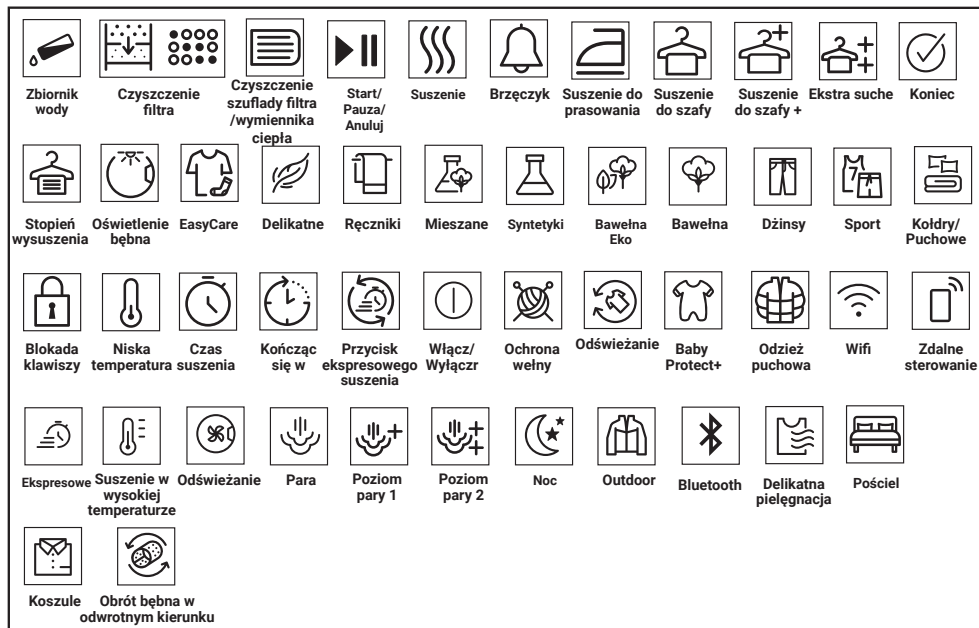 Zbiornik
wody
Czyszczenie
filtra
Czyszczenie
szuflady filtra
/wymiennika
ciepła
Start/
Pauza/
Anuluj
Suszenie
Brzęczyk
Suszenie do
prasowania
Suszenie
do szafy
Suszenie
do szafy +
Ekstra suche
Koniec
Stopień
wysuszenia
Oświetlenie
bębna
EasyCare
Delikatne
Ręczniki
Mieszane
Syntetyki
Bawełna
Eko
Bawełna
Dżinsy
7
Sport
Kołdry/
Puchowe
Blokada
klawiszy
Niska
temperatura
Czas
suszenia
Kończąc
się w
Przycisk
ekspresowego
suszenia
Włącz/
Wyłączr
Ochrona
wełny
Odświeżanie
Baby
Protect+
Odzież
puchowa
Wifi
Zdalne
sterowanie
Ekspresowe
Suszenie w
wysokiej
temperaturze
Odświeżanie
Para
Poziom
pary 1
Poziom
pary 2
Noc
Outdoor
Bluetooth
Delikatna
pielęgnacja
Pościel
Koszule
Obrót bębna w
odwrotnym kierunku